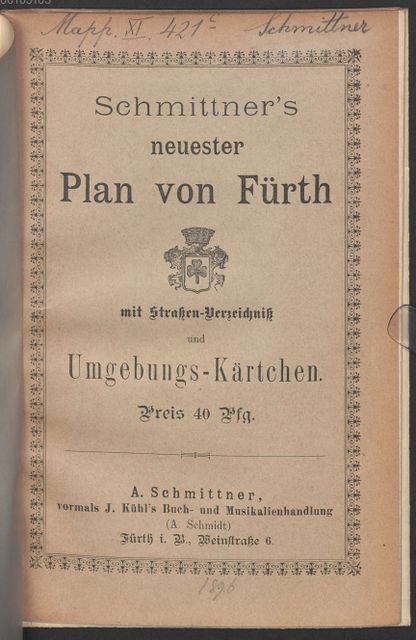 Mapp. XI. 421ᶜ Schmittner
Schmittner's
neuester
Plan von Fürth
mit Straßen-Verzeichniß
und
Umgebungs-Kärtchen.
Preis 40 Pfg.
A. Schmittner,
vormals J. Kühl's Buch- und Musikalienhandlung
(A. Schmidt)
Fürth i. B., Weinstraße 6.
1896